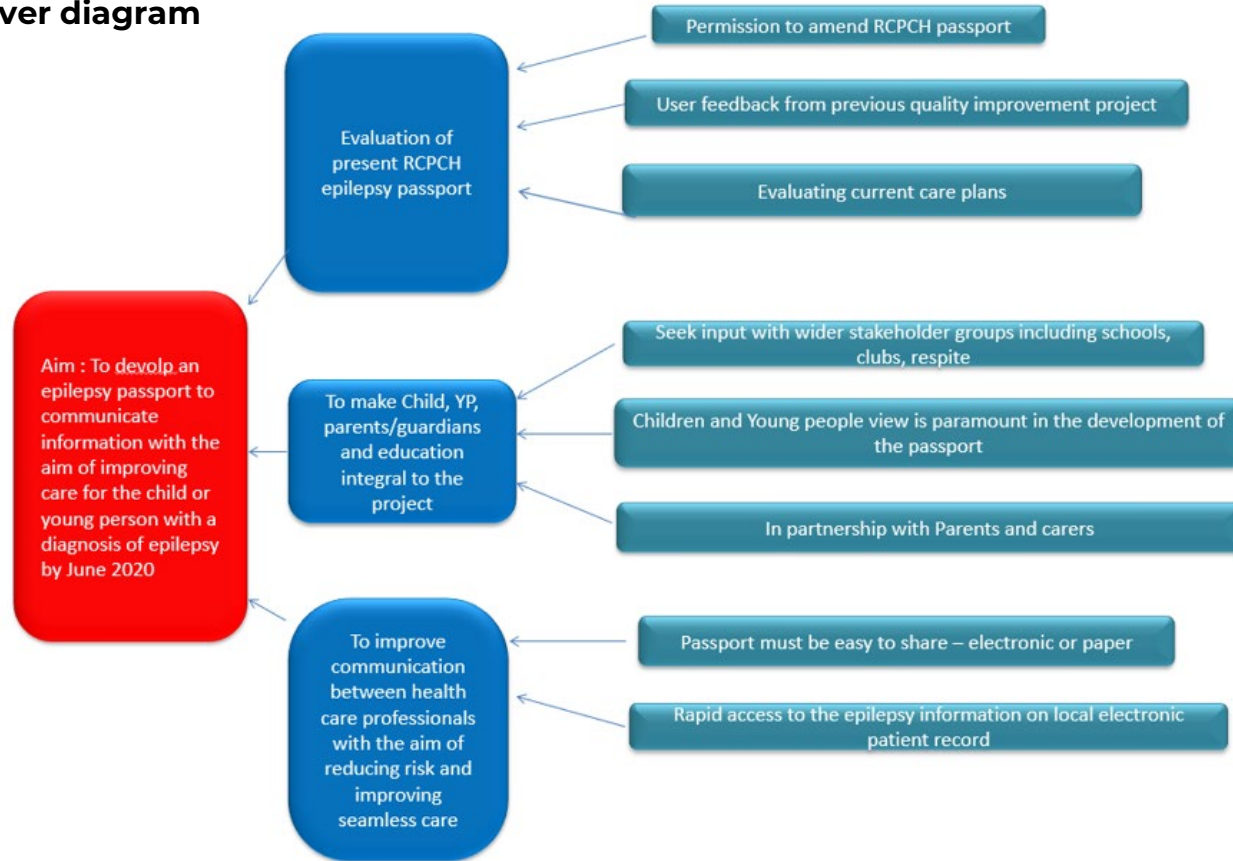 ver diagram
Permission to amend RCPCH passport
User feedback from previous quality improvement project
Evaluating current care plans
Evaluation of
present RCPCH
epilepsy passport
Aim : To devolp an
epilepsy passport to
communicate
information with the
aim of improving
care for the child or
young person with a
diagnosis of epilepsy
by June 2020
Seek input with wider stakeholder groups including schools,
clubs, respite
Children and Young people view is paramount in the development of
the passport
In partnership with Parents and carers
To make Child, YP,
parents/guardians
and education
integral to the
project
Passport must be easy to share – electronic or paper
Rapid access to the epilepsy information on local electronic
patient record
To improve
communication
between health
care professionals
with the aim of
reducing risk and
improving
seamless care